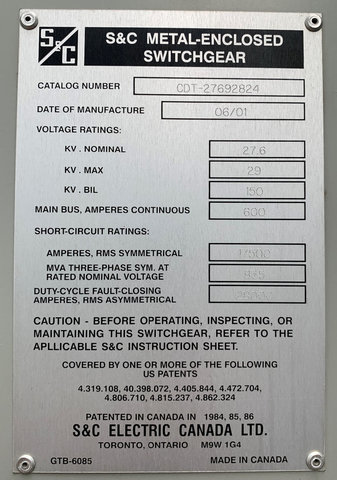 S&C
S&C METAL-ENCLOSED
SWITCHGEAR
CATALOG NUMBER CDT-27692824
DATE OF MANUFACTURE 06/01
VOLTAGE RATINGS:
KV . NOMINAL 27.6
KV . MAX 29
KV . BIL 150
MAIN BUS, AMPERES CONTINUOUS 600
SHORT-CIRCUIT RATINGS:
AMPERES, RMS SYMMETRICAL 17500
MVA THREE-PHASE SYM. AT
RATED NOMINAL VOLTAGE 835
DUTY-CYCLE FAULT-CLOSING
AMPERES, RMS ASYMMETRICAL
CAUTION - BEFORE OPERATING, INSPECTING, OR
MAINTAINING THIS SWITCHGEAR, REFER TO THE
APLLICABLE S&C INSTRUCTION SHEET.
COVERED BY ONE OR MORE OF THE FOLLOWING
US PATENTS
4.319.108, 40.398.072, 4.405.844, 4.472.704
4.806.710, 4.815.237, 4.862.324
PATENTED IN CANADA IN 1984, 85, 86
S&C ELECTRIC CANADA LTD.
TORONTO, ONTARIO M9W 1G4
GTB-6085 MADE IN CANADA